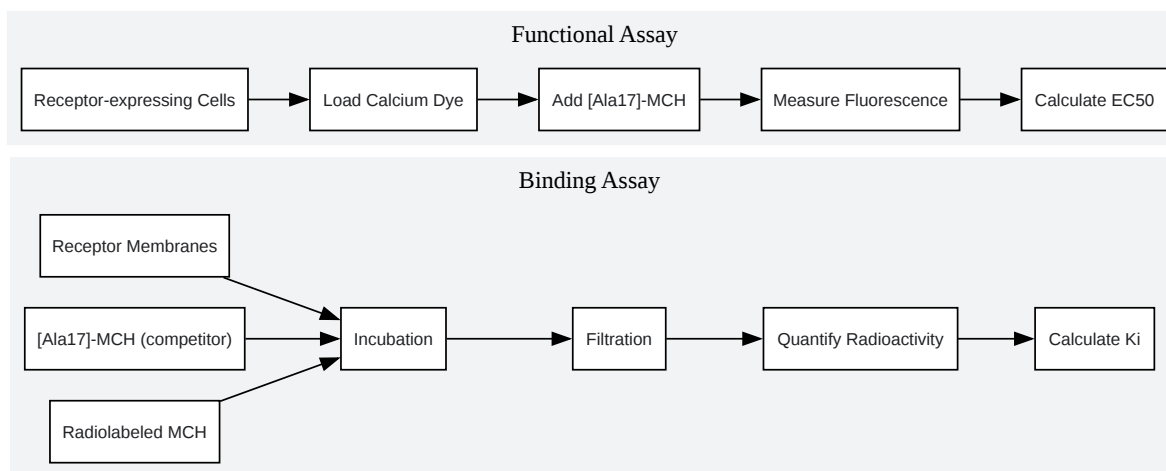 Functional Assay
Receptor-expressing Cells
Load Calcium Dye
Add [Ala17]-MCH
Measure Fluorescence
Calculate EC50
Binding Assay
Receptor Membranes
[Ala17]-MCH (competitor)
Radiolabeled MCH
Incubation
Filtration
Quantify Radioactivity
Calculate Ki